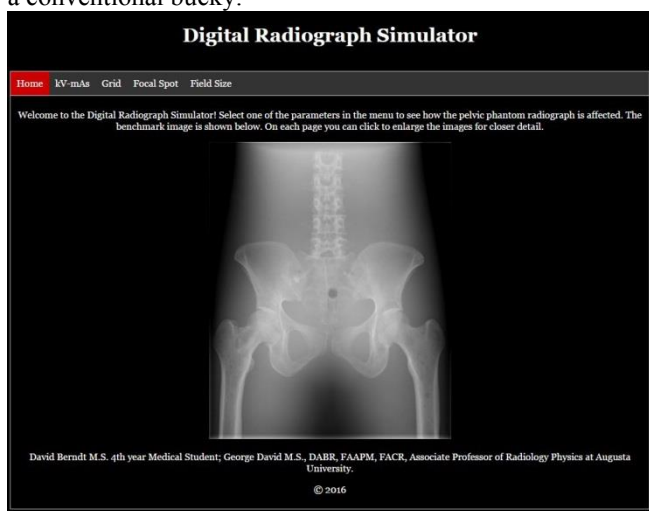 a conventional bucky.
Digital Radiograph Simulator
Home kV-mAs Grid Focal Spot Field Size
Welcome to the Digital Radiograph Simulator! Select one of the parameters in the menu to see how the pelvic phantom radiograph is affected. The
benchmark image is shown below. On each page you can click to enlarge the images for closer detail.
David Berndt M.S. 4th year Medical Student; George David M.S., DABR, FAAPM, FACR, Associate Professor of Radiology Physics at Augusta
University.
© 2016